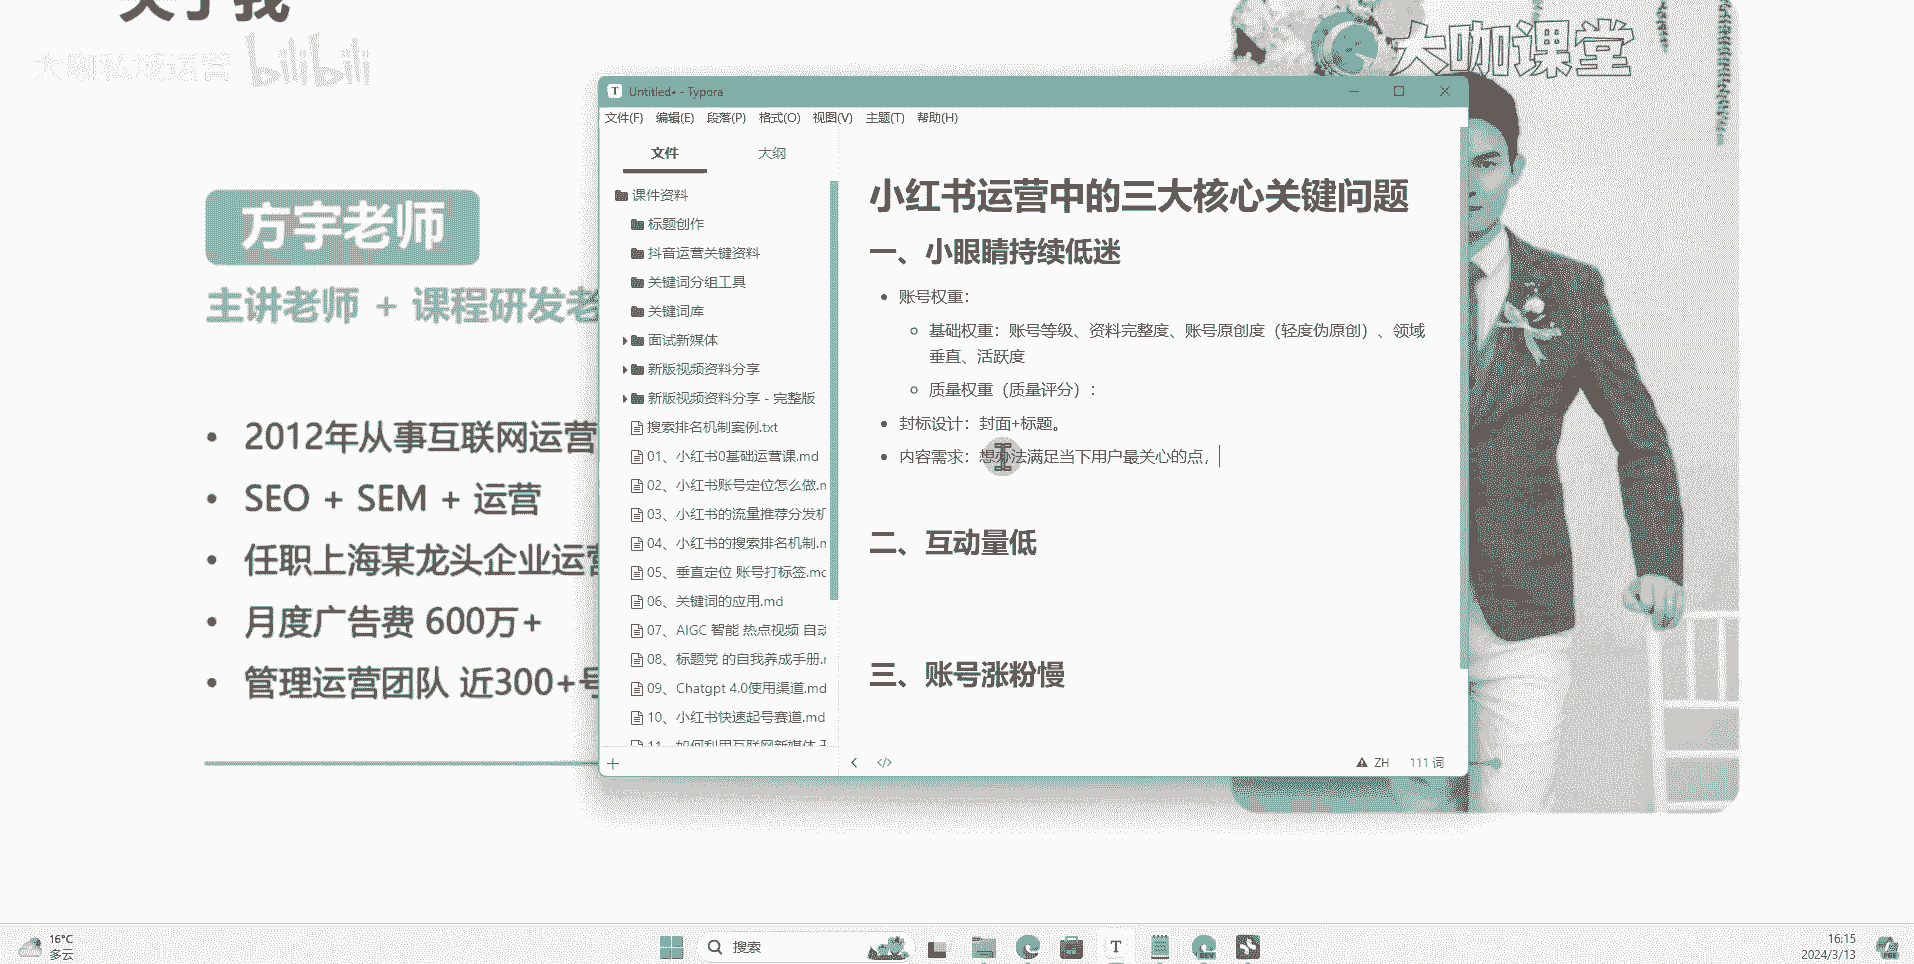 关于我
大咖私域运营 bilibili
大咖课堂
方宇老师
主讲老师 + 课程研发老
2012年从事互联网运营
SEO + SEM + 运营
任职上海某龙头企业运营
月度广告费 600万+
管理运营团队 近300+号
Untitled• - Typora
文件(F) 编辑(E) 段落(P) 格式(O) 视图(V) 主题(T) 帮助(H)
文件 大纲
课件资料
标题创作
抖音运营关键资料
关键词分组工具
关键词库
面试新媒体
新版视频资料分享
新版视频资料分享 - 完整版
搜索排名机制案例.txt
01、小红书0基础运营课.md
02、小红书账号定位怎么做.m
03、小红书的流量推荐分发机
04、小红书的搜索排名机制.m
05、垂直定位 账号打标签.md
06、关键词的应用.md
07、AIGC 智能 热点视频 自动
08、标题党 的自我养成手册.m
09、Chatgpt 4.0使用渠道.md
10、小红书快速起号赛道.md
11、如何利用互联网新媒体
小红书运营中的三大核心关键问题
一、小眼睛持续低迷
账号权重：
基础权重：账号等级、资料完整度、账号原创度（轻度伪原创）、领域
垂直、活跃度
质量权重（质量评分）：
封标设计：封面+标题。
内容需求：想办法满足当下用户最关心的点，
二、互动量低
三、账号涨粉慢
ZH 111 词
16°C
多云
搜索
16:15
2024/3/13